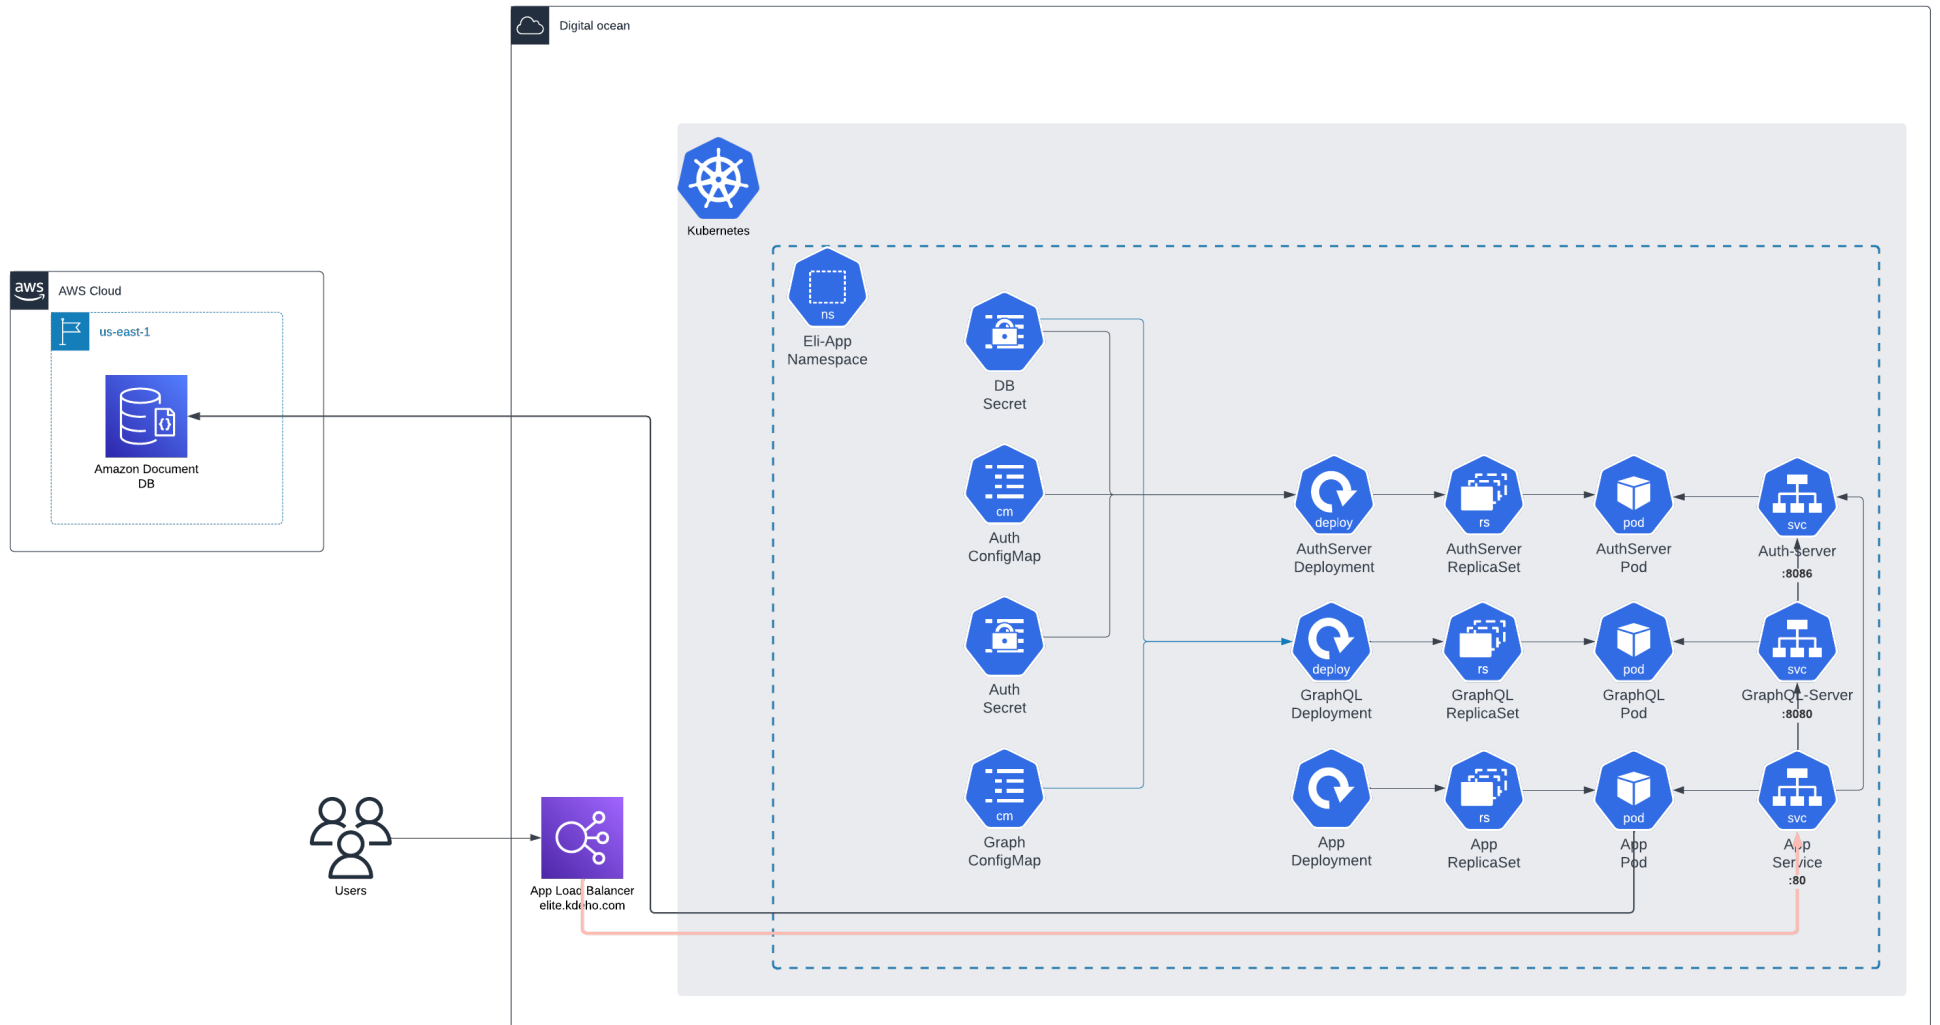 Digital ocean
Kubernetes
aws
AWS Cloud
us-east-1
Amazon Document
DB
ns
Eli-App
Namespace
DB
Secret
cm
Auth
ConfigMap
deploy
AuthServer
Deployment
rs
AuthServer
ReplicaSet
pod
AuthServer
Pod
svc
Auth-server
:8086
Auth
Secret
deploy
GraphQL
Deployment
rs
GraphQL
ReplicaSet
pod
GraphQL
Pod
svc
GraphQL-Server
:8080
cm
Graph
ConfigMap
App
Deployment
rs
App
ReplicaSet
pod
App
Pod
svc
App
Service
:80
Users
App Load Balancer
elite.kdeho.com